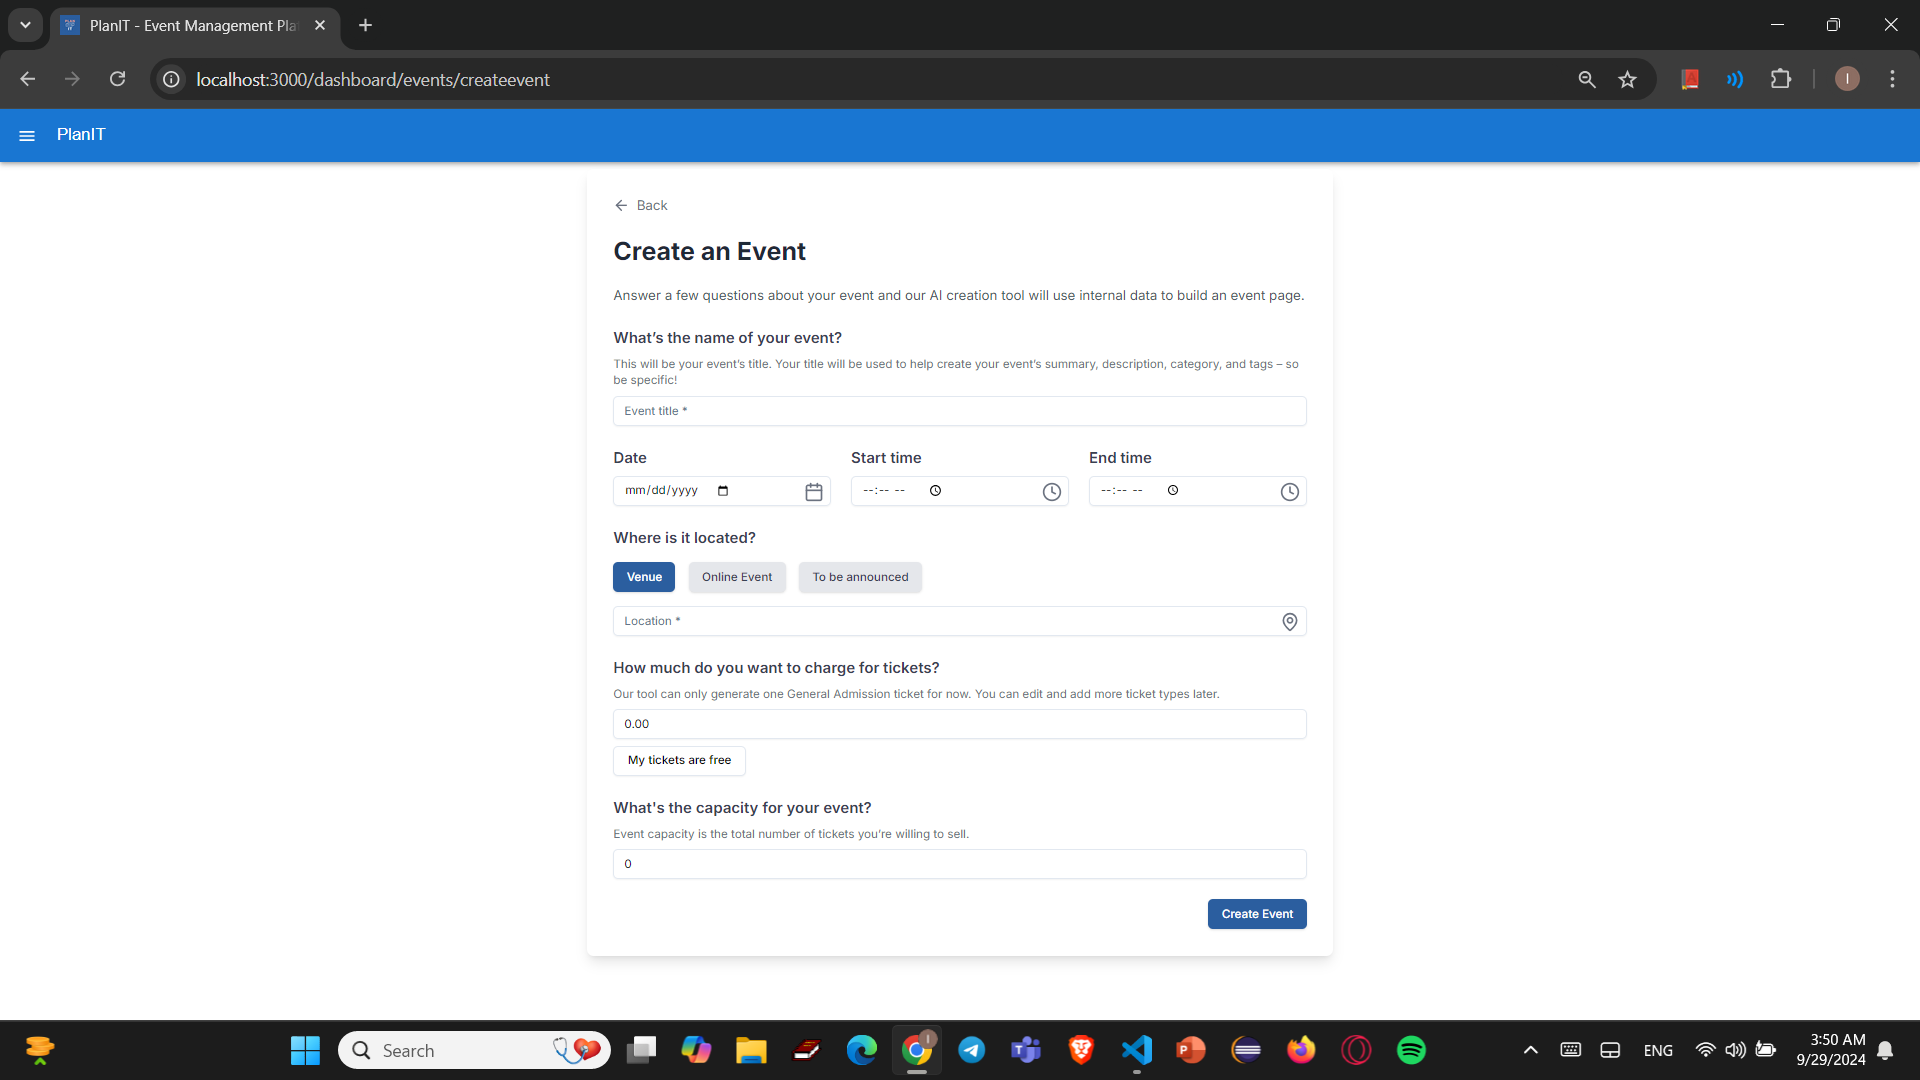 PlanIT - Event Management Pla
localhost:3000/dashboard/events/createevent
I
PlanIT
Back
Create an Event
Answer a few questions about your event and our AI creation tool will use internal data to build an event page.
What’s the name of your event?
This will be your event’s title. Your title will be used to help create your event’s summary, description, category, and tags – so
be specific!
Event title *
Date
Start time
End time
mm/dd/yyyy
--:-- --
--:-- --
Where is it located?
Venue
Online Event
To be announced
Location *
How much do you want to charge for tickets?
Our tool can only generate one General Admission ticket for now. You can edit and add more ticket types later.
0.00
My tickets are free
What's the capacity for your event?
Event capacity is the total number of tickets you’re willing to sell.
0
Create Event
Search
I
ENG
3:50 AM
9/29/2024